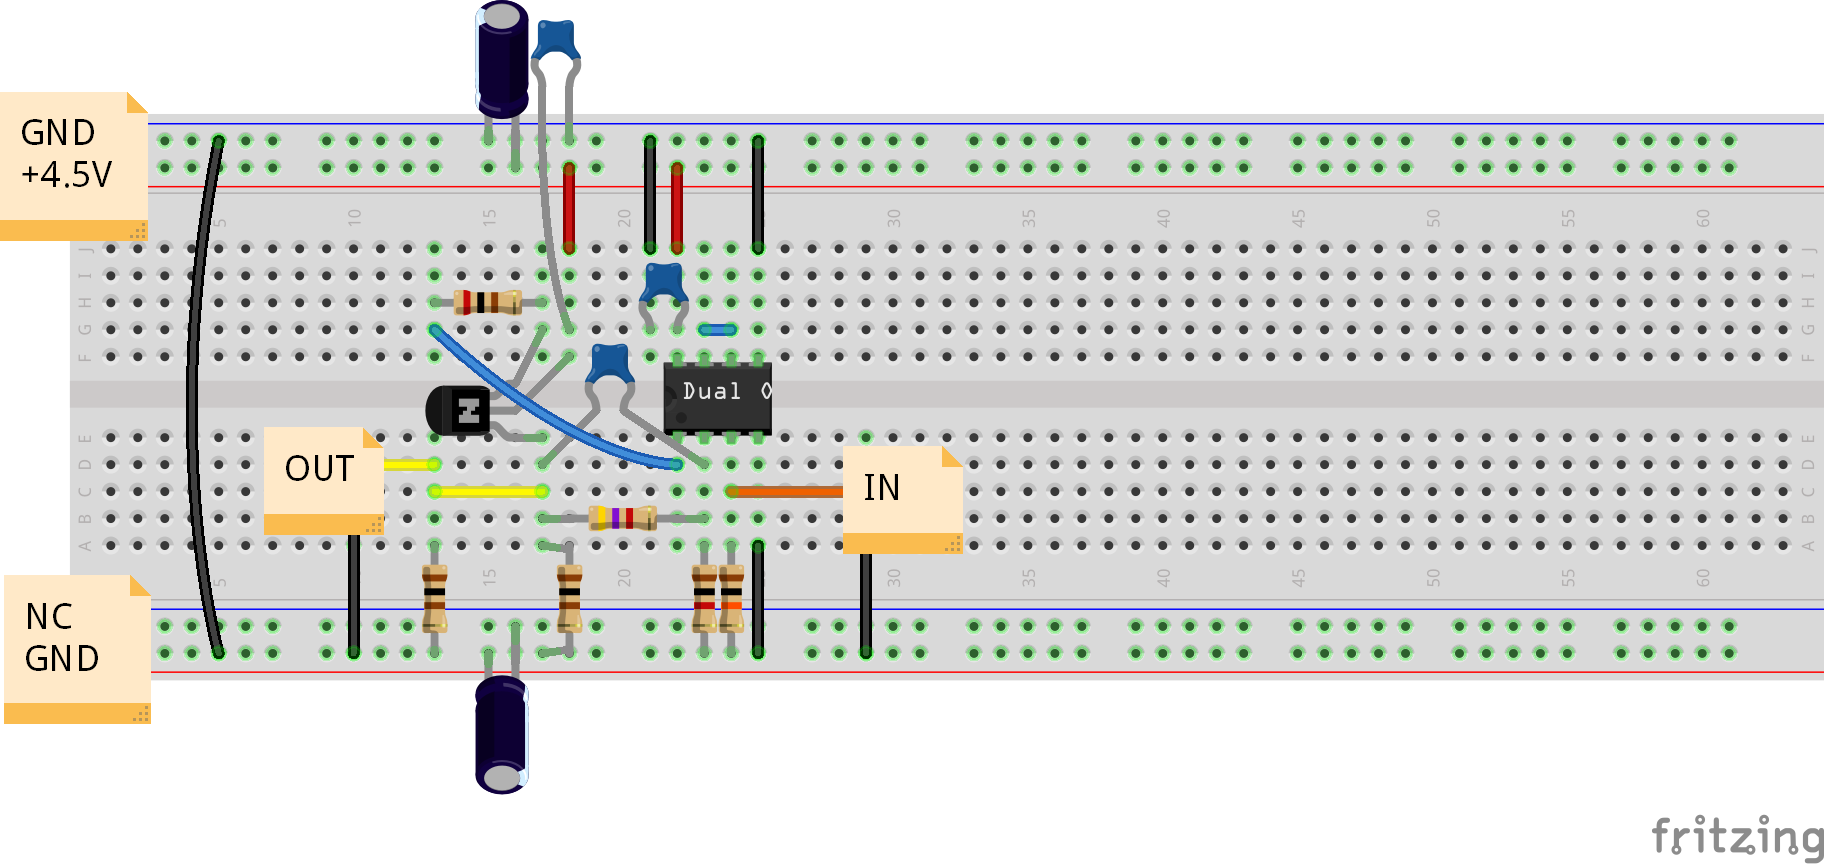 GND
+4.5V
5 10 15 20 30 35 40 45 50 55 60
J J
I I
H H
G G
F F
Dual O
E E
OUT
D D
IN
C C
B B
A A
5 15 20 30 35 40 45 50 55 60
NC
GND
fritzing